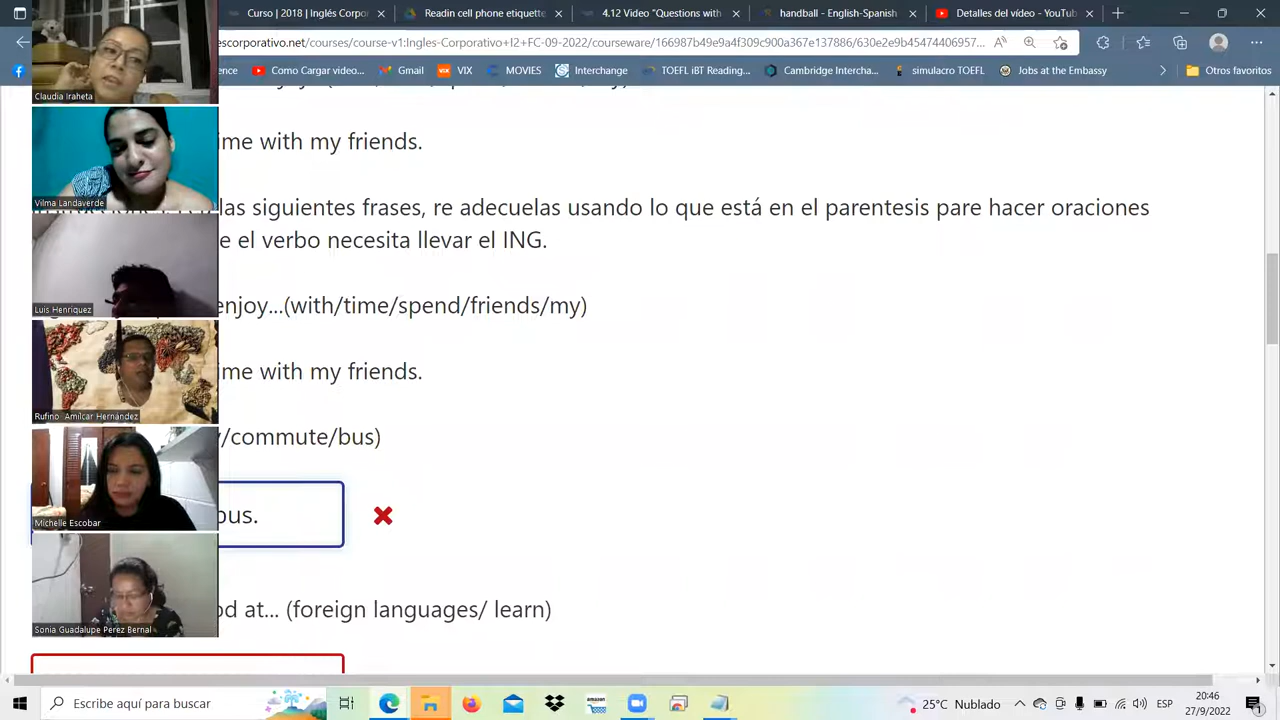 Curso | 2018 | Inglés Corpor
Readin cell phone etiquette
4.12 Video "Questions with
handball - English-Spanish
Detalles del vídeo - YouTub
escorporativo.net/courses/course-v1:Ingles-Corporativo+I2+FC-09-2022/courseware/166987b49e9a4f309c900a367e137886/630e2e9b45474406957...
Como Cargar video...
Gmail
VIX
MOVIES
Interchange
TOEFL iBT Reading...
Cambridge Intercha...
simulacro TOEFL
Jobs at the Embassy
Otros favoritos
Claudia Iraheta
ime with my friends.
Vilma Landaverde
las siguientes frases, re adecuelas usando lo que está en el parentesis pare hacer oraciones
e el verbo necesita llevar el ING.
Luis Henriquez
enjoy...(with/time/spend/friends/my)
ime with my friends.
Rufino Amilcar Hernández
/commute/bus)
bus.
Michelle Escobar
od at... (foreign languages/ learn)
Sonia Guadalupe Perez Bernal
Escribe aquí para buscar
25°C Nublado
ESP
20:46
27/9/2022